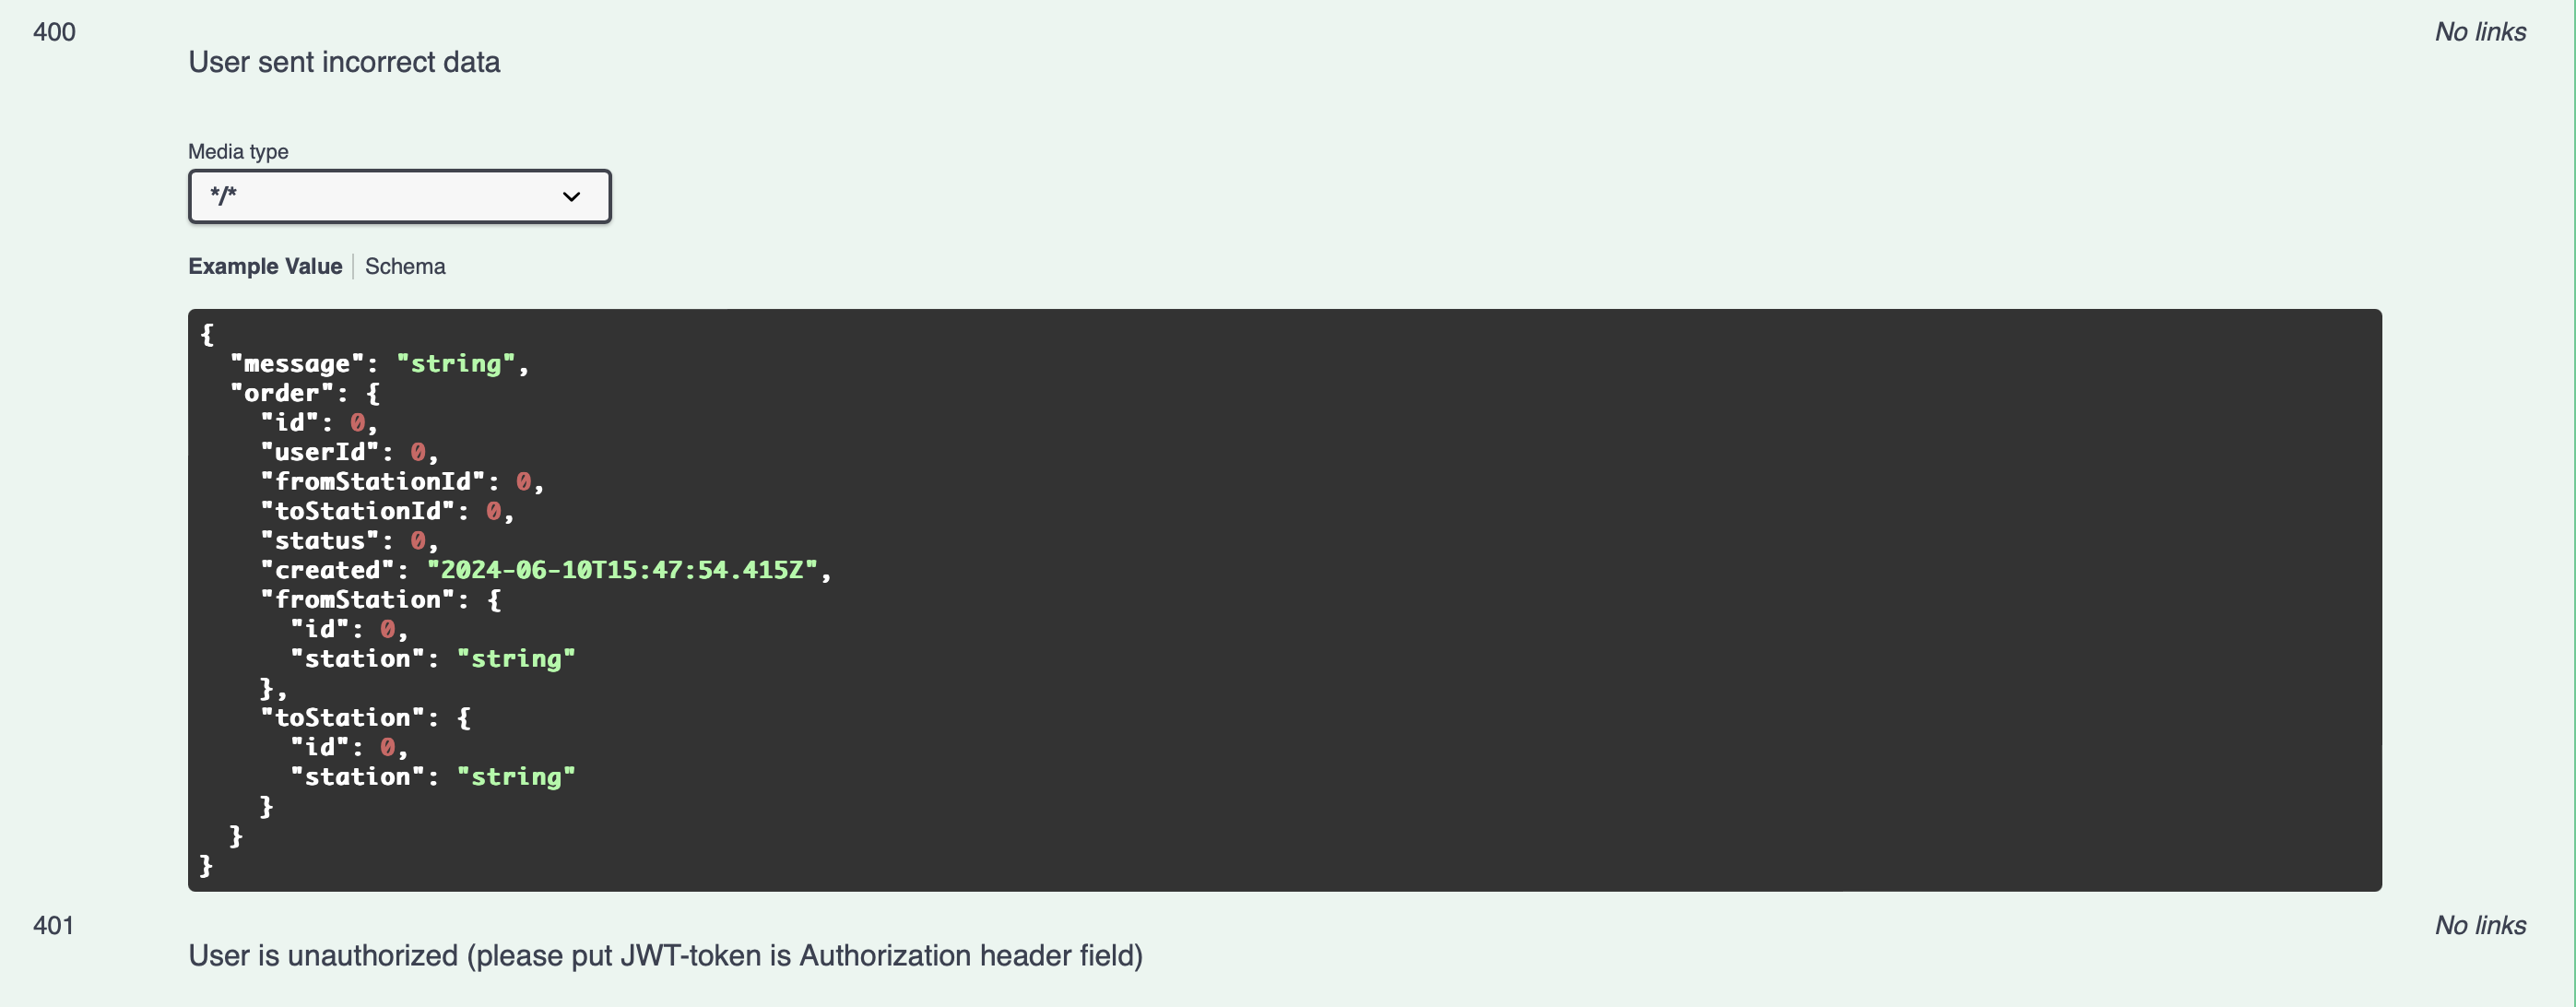 400
No links
User sent incorrect data
Media type
*/*
Example Value | Schema
{
  "message": "string",
  "order": {
    "id": 0,
    "userId": 0,
    "fromStationId": 0,
    "toStationId": 0,
    "status": 0,
    "created": "2024-06-10T15:47:54.415Z",
    "fromStation": {
      "id": 0,
      "station": "string"
    },
    "toStation": {
      "id": 0,
      "station": "string"
    }
  }
}
401
No links
User is unauthorized (please put JWT-token is Authorization header field)